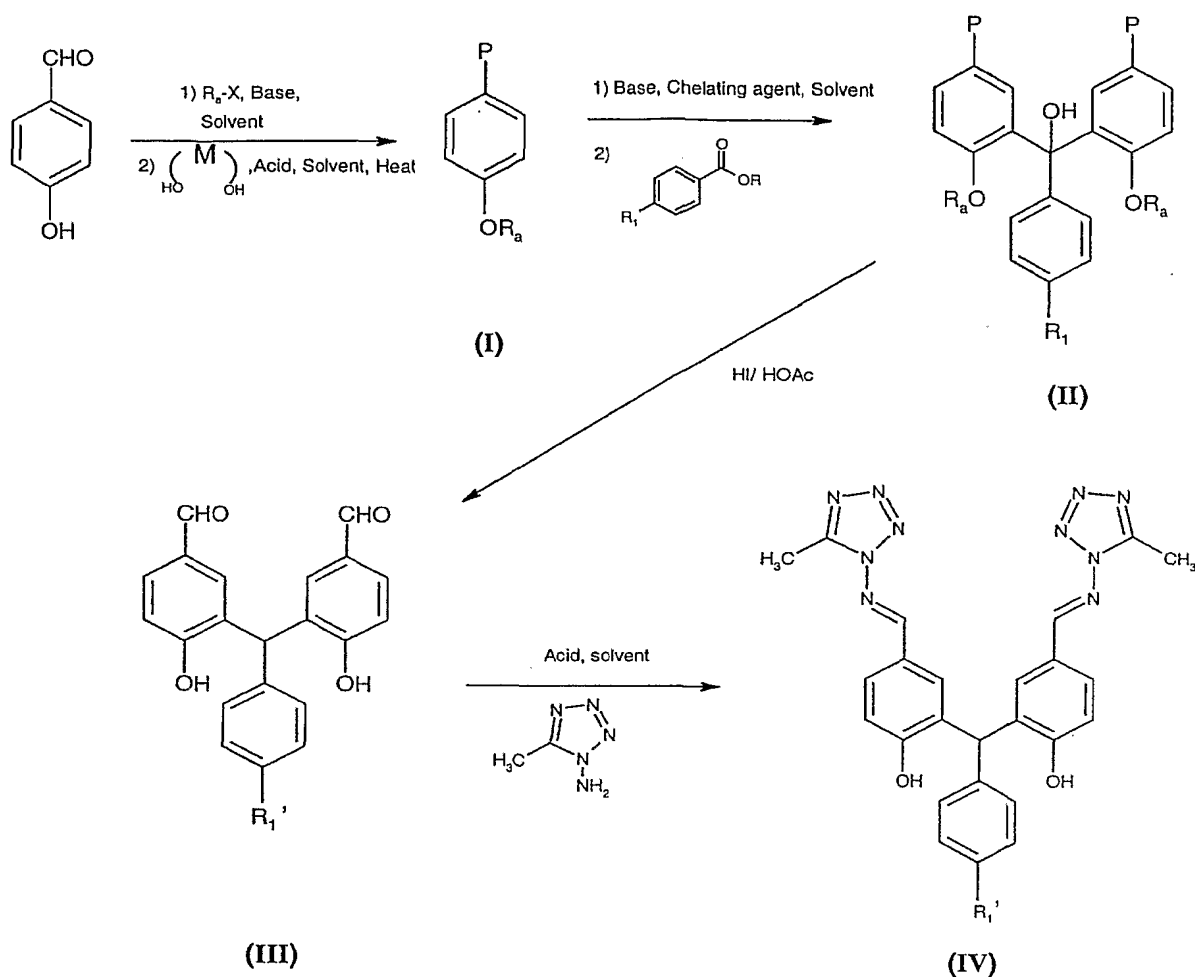 CHO
OH
1) Rₐ-X, Base,
Solvent
2) ( M ) ,Acid, Solvent, Heat
HO OH
P
ORₐ
(I)
1) Base, Chelating agent, Solvent
2)
O
OR
R₁
P P
OH
RₐO ORₐ
R₁
(II)
HI/ HOAc
CHO CHO
OH OH
R₁'
(III)
Acid, solvent
N N
N N
H₃C N
NH₂
N N N N
N N N N
H₃C N N CH₃
N N
OH OH
R₁'
(IV)